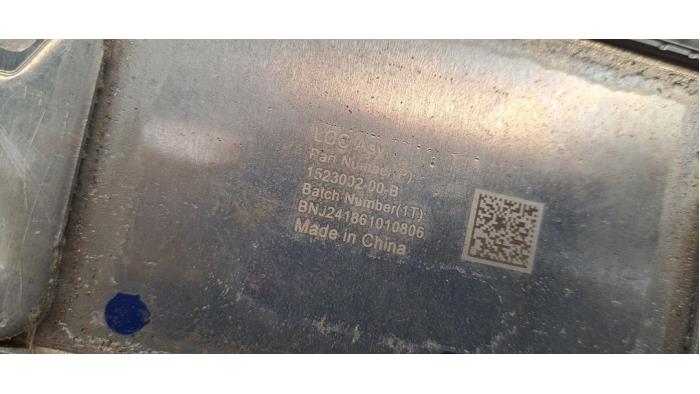 LCC Asy
Part Number(P)
1523002-00-B
Batch Number(1T)
BNJ241861010806
Made in China